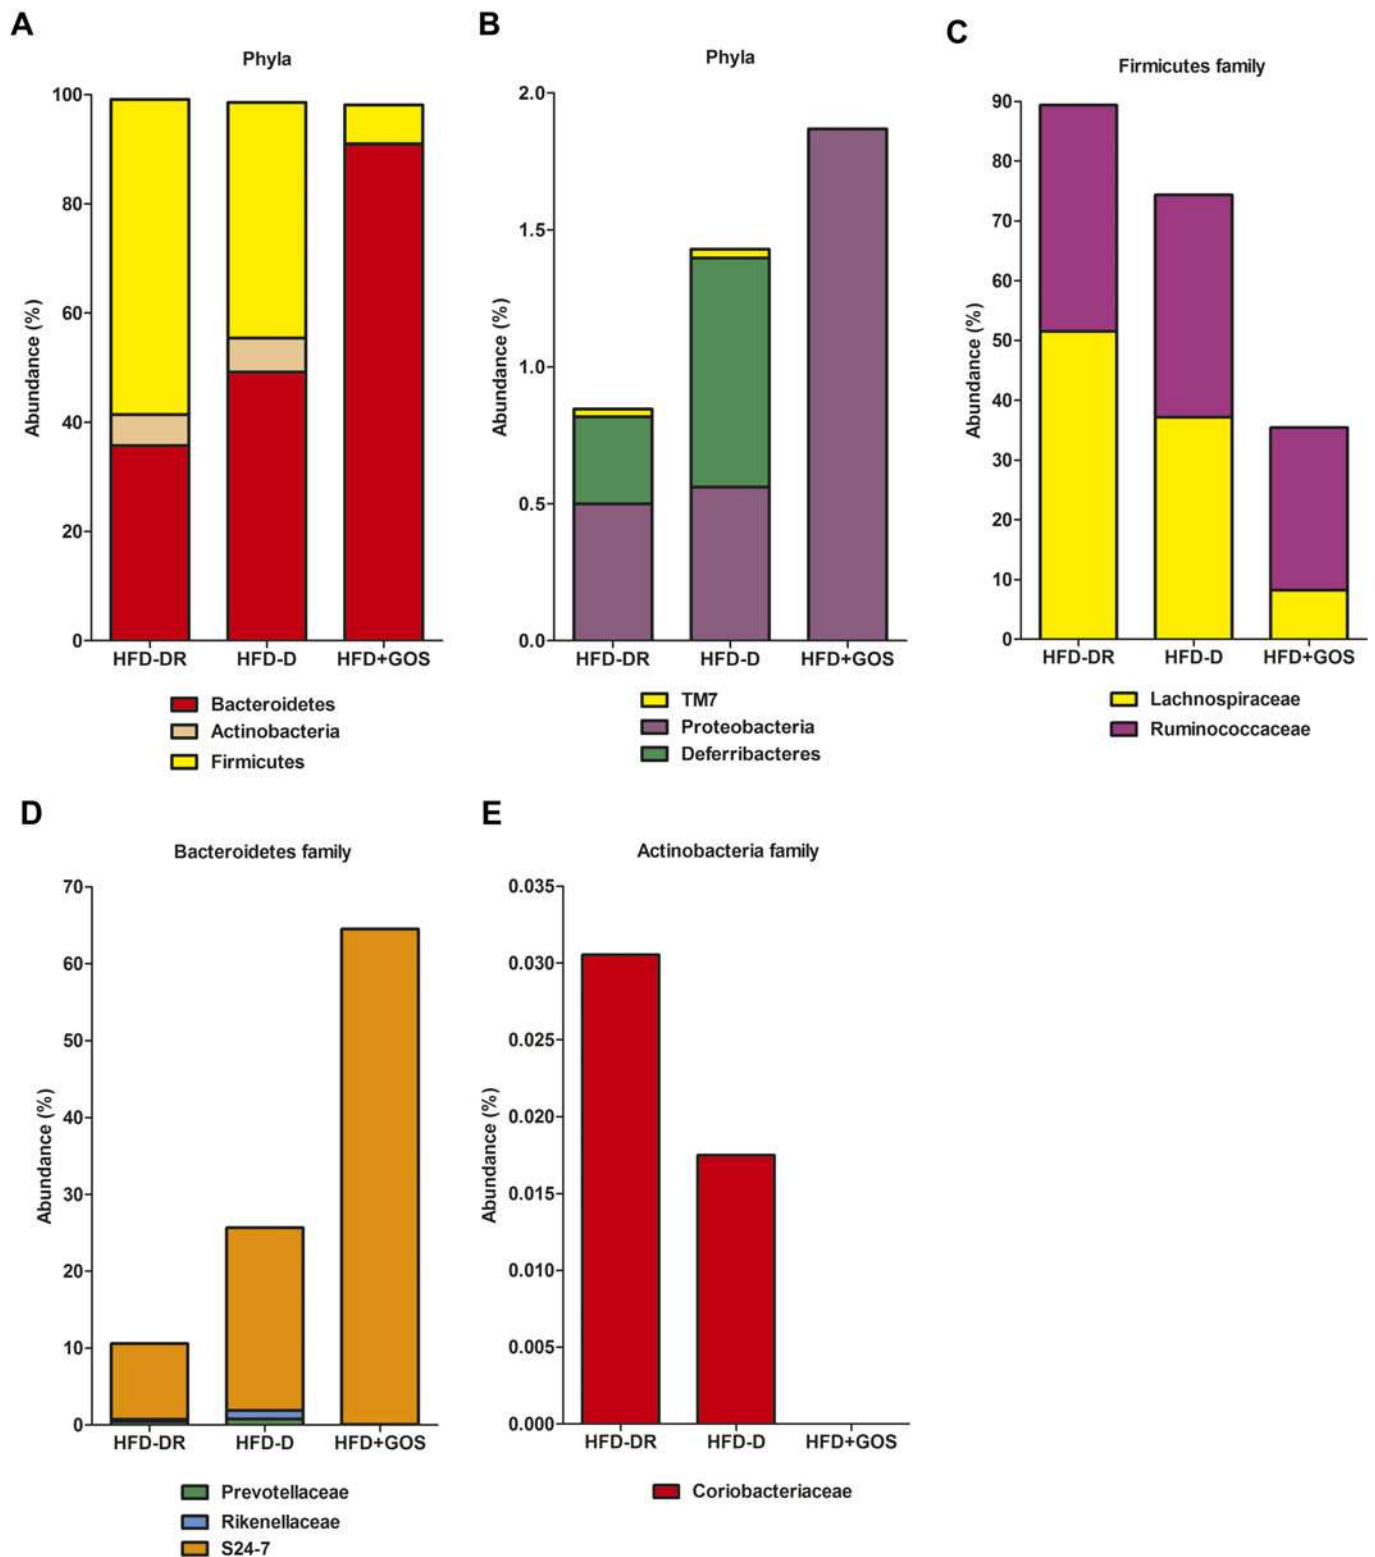 A
Phyla
100
80
60
40
20
0
Abundance (%)
HFD-DR HFD-D HFD+GOS
Bacteroidetes
Actinobacteria
Firmicutes
B
Phyla
2.0
1.5
1.0
0.5
0.0
Abundance (%)
HFD-DR HFD-D HFD+GOS
TM7
Proteobacteria
Deferribacteres
C
Firmicutes family
90
80
70
60
50
40
30
20
10
0
Abundance (%)
HFD-DR HFD-D HFD+GOS
Lachnospiraceae
Ruminococcaceae
D
Bacteroidetes family
70
60
50
40
30
20
10
0
Abundance (%)
HFD-DR HFD-D HFD+GOS
Prevotellaceae
Rikenellaceae
S24-7
E
Actinobacteria family
0.035
0.030
0.025
0.020
0.015
0.010
0.005
0.000
Abundance (%)
HFD-DR HFD-D HFD+GOS
Coriobacteriaceae